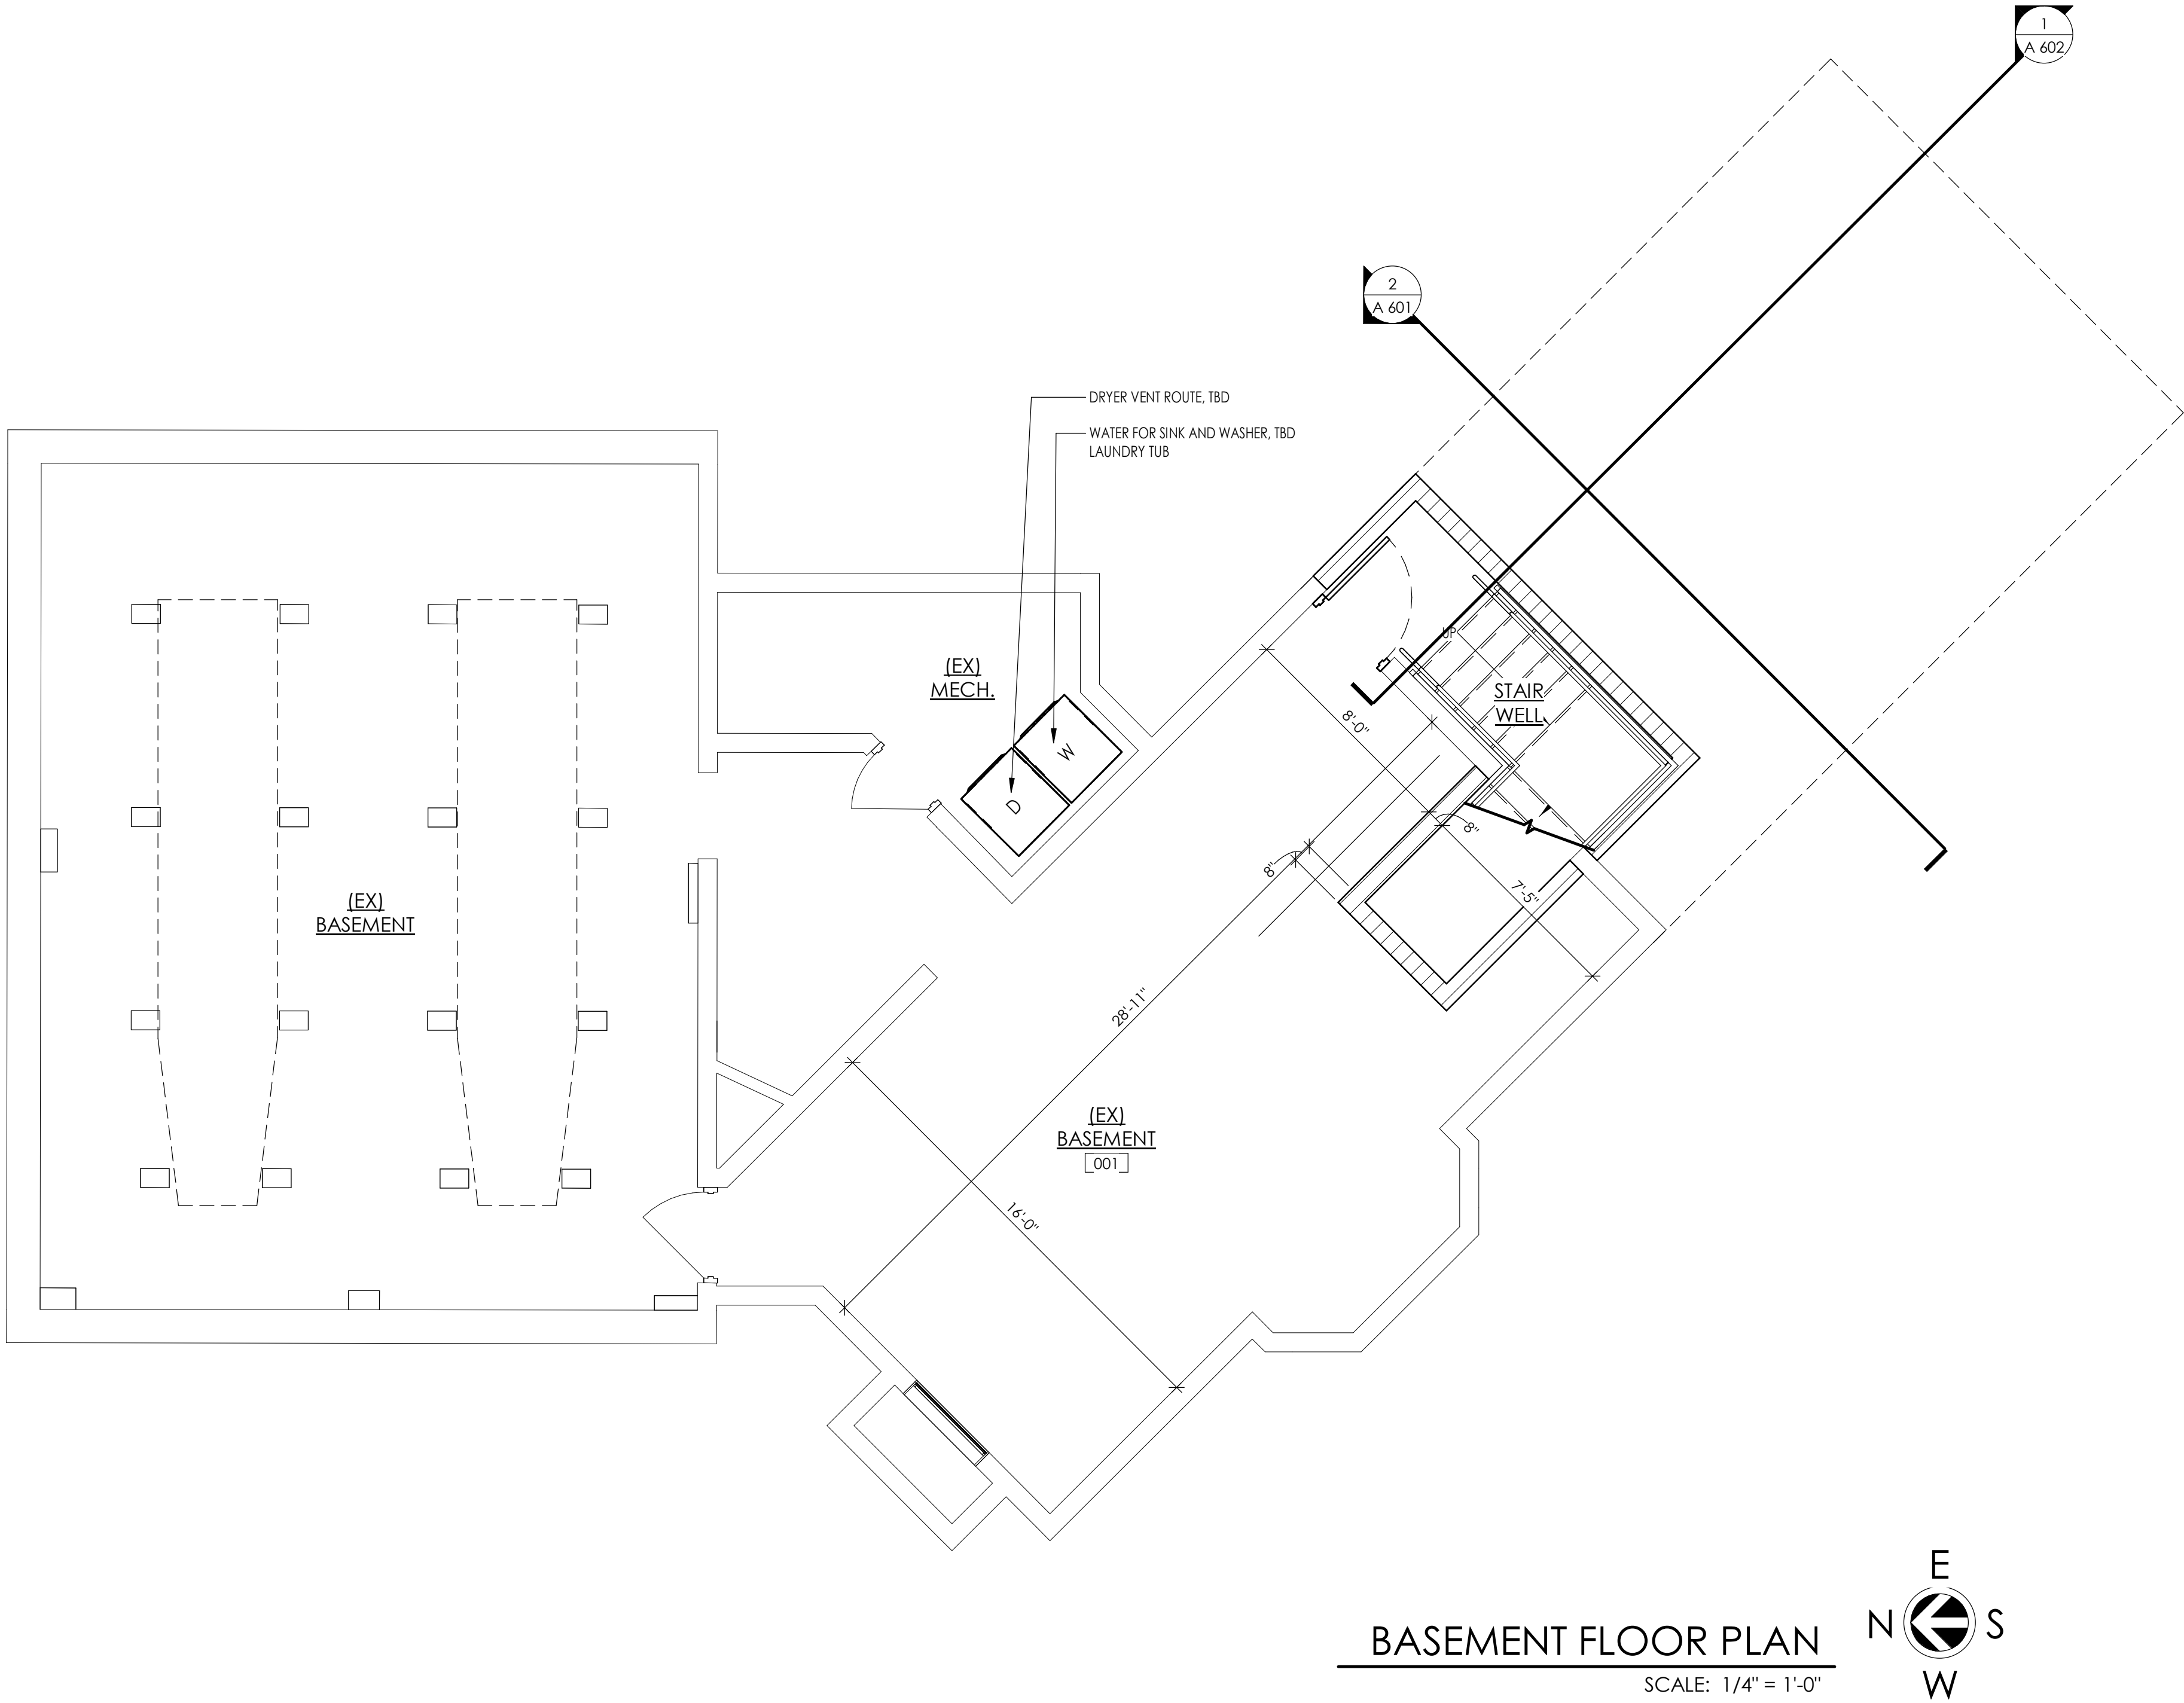 1
A 602
2
A 601
DRYER VENT ROUTE, TBD
WATER FOR SINK AND WASHER, TBD
LAUNDRY TUB
UP
(EX)
MECH.
STAIR
WELL
W
D
8'-0"
8"
8"
7'-5"
(EX)
BASEMENT
28'-11"
(EX)
BASEMENT
001
16'-0"
E
N
S
W
BASEMENT FLOOR PLAN
SCALE: 1/4" = 1'-0"